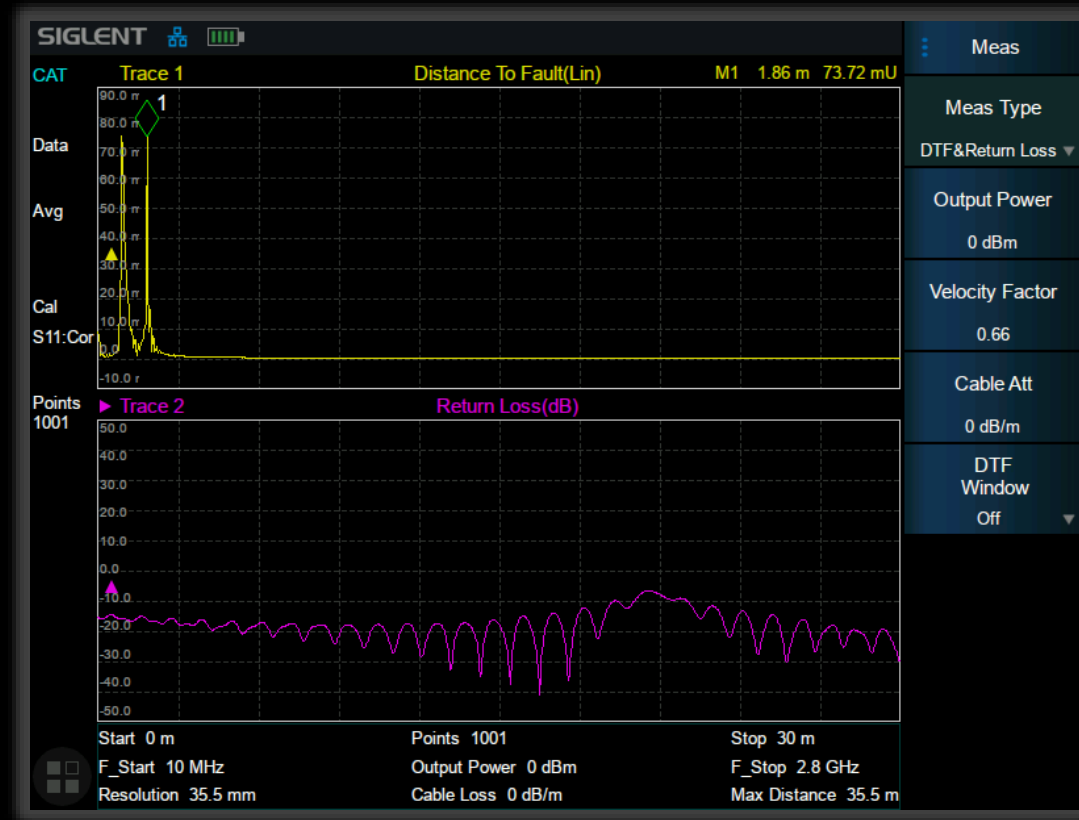 SIGLENT
CAT
Trace 1 Distance To Fault(Lin) M1 1.86 m 73.72 mU
90.0 m
1
80.0 m
Data
70.0 m
60.0 m
Avg
50.0 m
40.0 m
30.0 m
20.0 m
Cal
10.0 m
S11:Cor
0.0
-10.0 r
Points
1001
Trace 2 Return Loss(dB)
50.0
40.0
30.0
20.0
10.0
0.0
-10.0
-20.0
-30.0
-40.0
-50.0
Start 0 m Points 1001 Stop 30 m
F_Start 10 MHz Output Power 0 dBm F_Stop 2.8 GHz
Resolution 35.5 mm Cable Loss 0 dB/m Max Distance 35.5 m
Meas
Meas Type
DTF&Return Loss
Output Power
0 dBm
Velocity Factor
0.66
Cable Att
0 dB/m
DTF
Window
Off